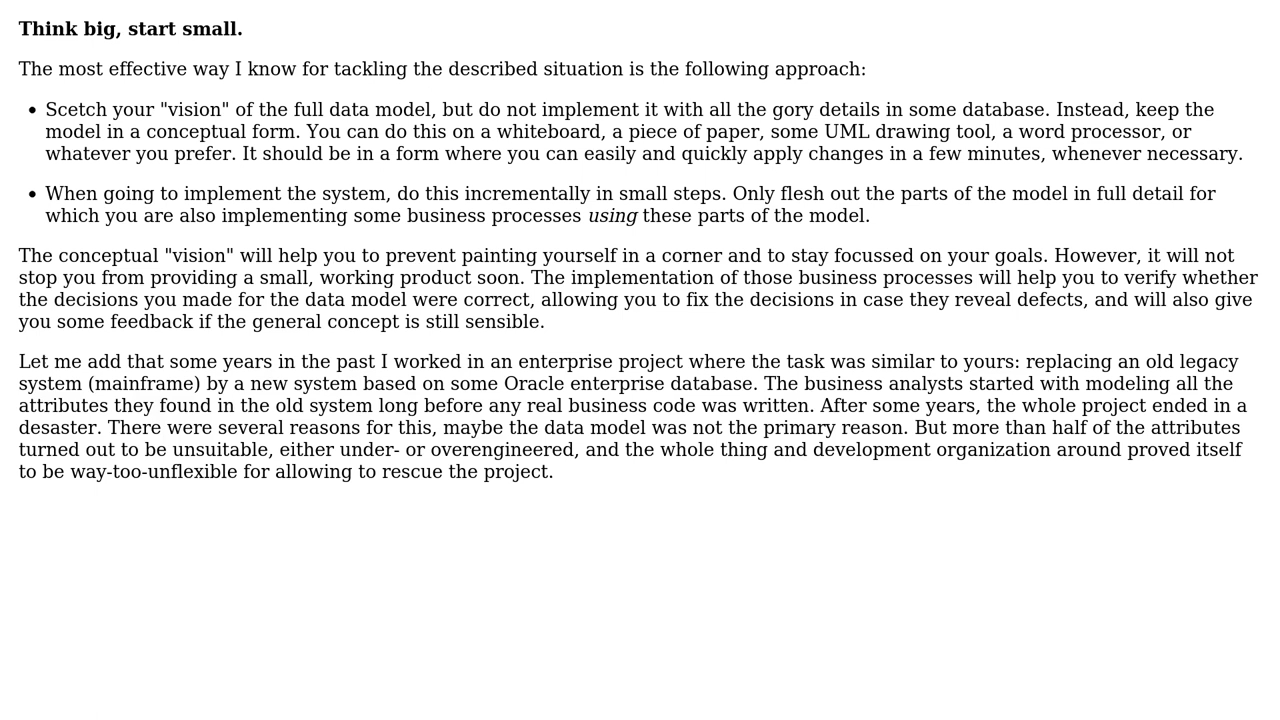 Think big, start small.
The most effective way I know for tackling the described situation is the following approach:
• Scetch your "vision" of the full data model, but do not implement it with all the gory details in some database. Instead, keep the
model in a conceptual form. You can do this on a whiteboard, a piece of paper, some UML drawing tool, a word processor, or
whatever you prefer. It should be in a form where you can easily and quickly apply changes in a few minutes, whenever necessary.
• When going to implement the system, do this incrementally in small steps. Only flesh out the parts of the model in full detail for
which you are also implementing some business processes using these parts of the model.
The conceptual "vision" will help you to prevent painting yourself in a corner and to stay focussed on your goals. However, it will not
stop you from providing a small, working product soon. The implementation of those business processes will help you to verify whether
the decisions you made for the data model were correct, allowing you to fix the decisions in case they reveal defects, and will also give
you some feedback if the general concept is still sensible.
Let me add that some years in the past I worked in an enterprise project where the task was similar to yours: replacing an old legacy
system (mainframe) by a new system based on some Oracle enterprise database. The business analysts started with modeling all the
attributes they found in the old system long before any real business code was written. After some years, the whole project ended in a
desaster. There were several reasons for this, maybe the data model was not the primary reason. But more than half of the attributes
turned out to be unsuitable, either under- or overengineered, and the whole thing and development organization around proved itself
to be way-too-unflexible for allowing to rescue the project.